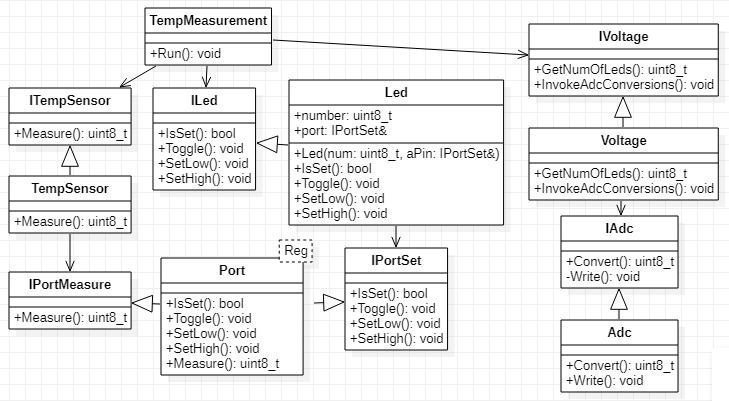 TempMeasurement
+Run(): void
IVoltage
+GetNumOfLeds(): uint8_t
+InvokeAdcConversions(): void
ITempSensor
+Measure(): uint8_t
ILed
+IsSet(): bool
+Toggle(): void
+SetLow(): void
+SetHigh(): void
Led
+number: uint8_t
+port: IPortSet&
+Led(num: uint8_t, aPin: IPortSet&)
+IsSet(): bool
+Toggle(): void
+SetLow(): void
+SetHigh(): void
Voltage
+GetNumOfLeds(): uint8_t
+InvokeAdcConversions(): void
TempSensor
+Measure(): uint8_t
IAdc
+Convert(): uint8_t
-Write(): void
IPortMeasure
+Measure(): uint8_t
Reg
Port
+IsSet(): bool
+Toggle(): void
+SetLow(): void
+SetHigh(): void
+Measure(): uint8_t
IPortSet
+IsSet(): bool
+Toggle(): void
+SetLow(): void
+SetHigh(): void
Adc
+Convert(): uint8_t
+Write(): void